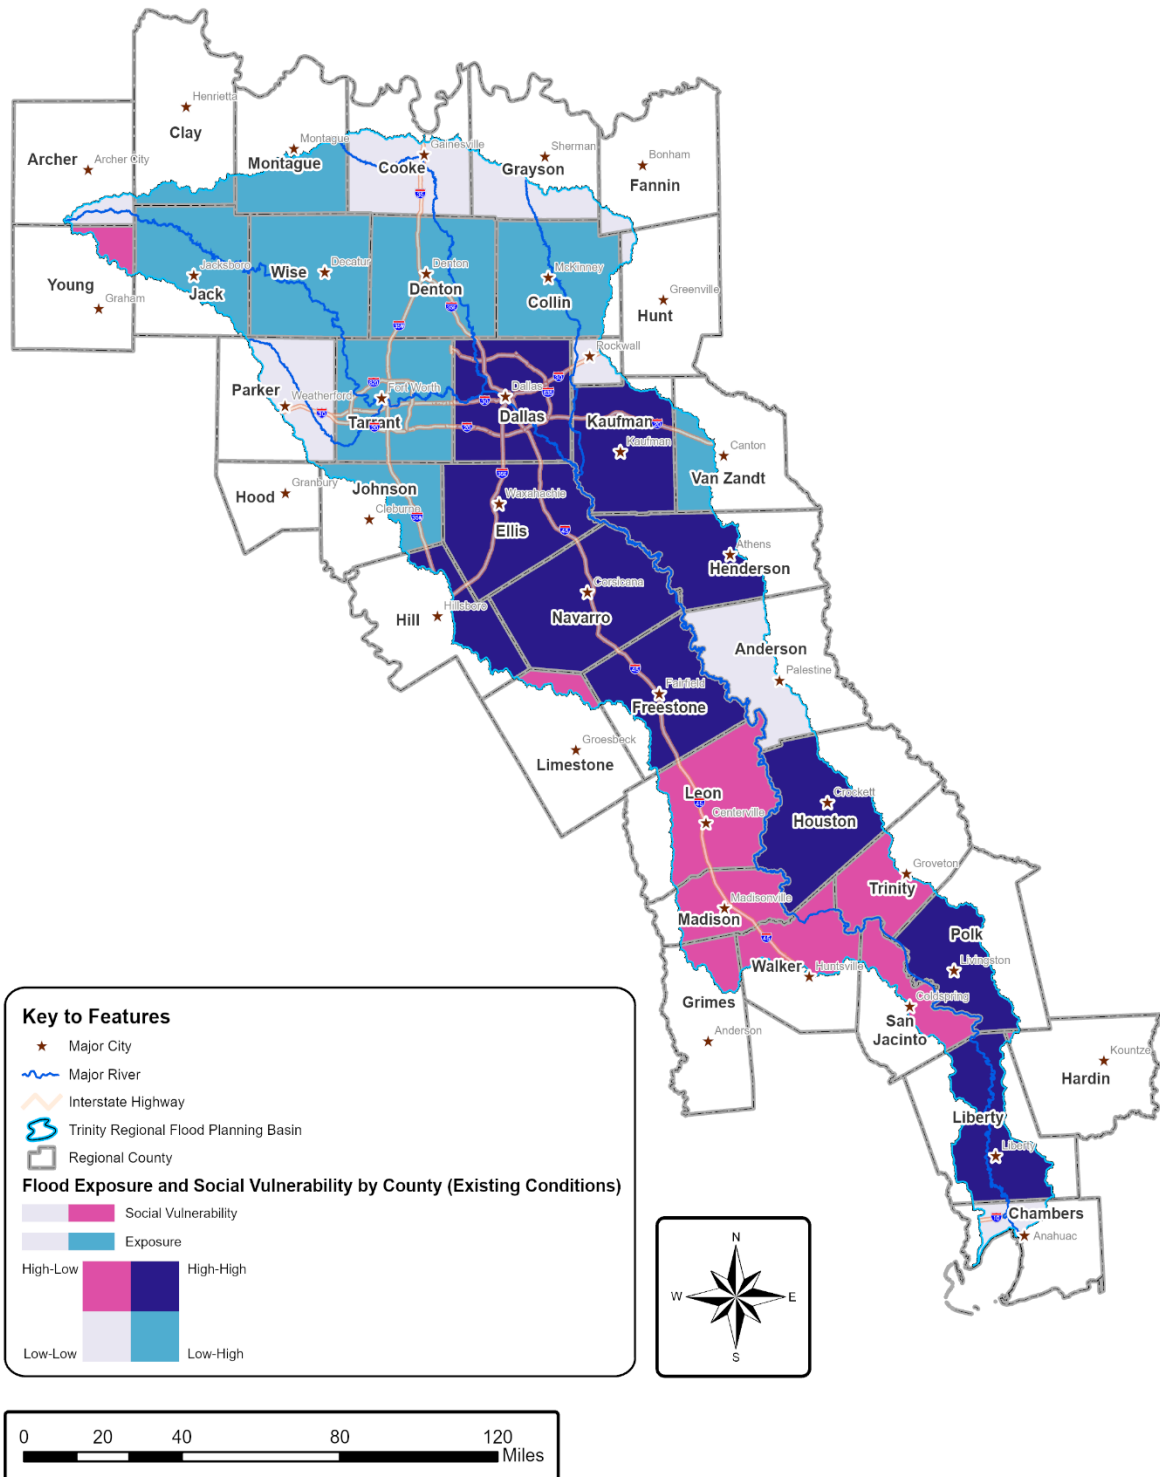 Henrietta
Clay
Archer
Archer City
Montague
Montague
Gainesville
Cooke
Sherman
Grayson
Bonham
Fannin
Young
Graham
Jacksboro
Jack
Wise
Decatur
Denton
Denton
McKinney
Collin
Greenville
Hunt
Rockwall
Parker
Weatherford
Fort Worth
Tarrant
Dallas
Dallas
Kaufman
Kaufman
Canton
Van Zandt
Hood
Granbury
Johnson
Cleburne
Waxahachie
Ellis
Athens
Henderson
Hill
Hillsboro
Corsicana
Navarro
Anderson
Palestine
Fairfield
Freestone
Groesbeck
Limestone
Leon
Centerville
Crockett
Houston
Groveton
Trinity
Madisonville
Madison
Polk
Livingston
Walker
Huntsville
Grimes
Anderson
Coldspring
San
Jacinto
Kountze
Hardin
Liberty
Liberty
Chambers
Anahuac
Key to Features
Major City
Major River
Interstate Highway
Trinity Regional Flood Planning Basin
Regional County
Flood Exposure and Social Vulnerability by County (Existing Conditions)
Social Vulnerability
Exposure
High-Low
High-High
Low-Low
Low-High
N
W
E
S
0 20 40 80 120
Miles